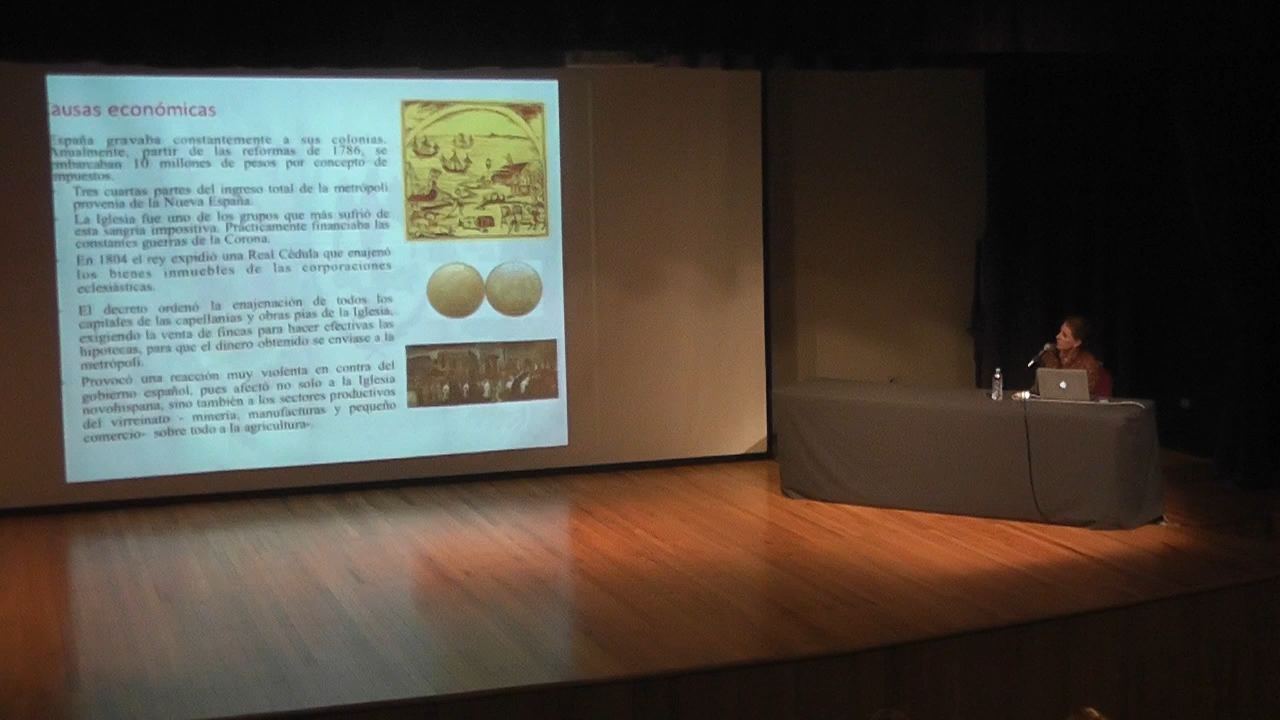 ausas económicas
España gravaba constantemente a sus colonias.
Anualmente, partir de las reformas de 1786, se
embarcaban 10 millones de pesos por concepto de
impuestos.
Tres cuartas partes del ingreso total de la metrópoli
provenía de la Nueva España.
La Iglesia fue uno de los grupos que más sufrió de
esta sangría impositiva. Prácticamente financiaba las
constantes guerras de la Corona.
En 1804 el rey expidió una Real Cédula que enajenó
los bienes inmuebles de las corporaciones
eclesiásticas.
El decreto ordenó la enajenación de todos los
capitales de las capellanías y obras pías de la Iglesia,
exigiendo la venta de fincas para hacer efectivas las
hipotecas, para que el dinero obtenido se enviase a la
metrópoli.
Provocó una reacción muy violenta en contra del
gobierno español, pues afectó no solo a la Iglesia
novohispana, sino también a los sectores productivos
del virreinato - minería, manufacturas y pequeño
comercio- sobre todo a la agricultura-.